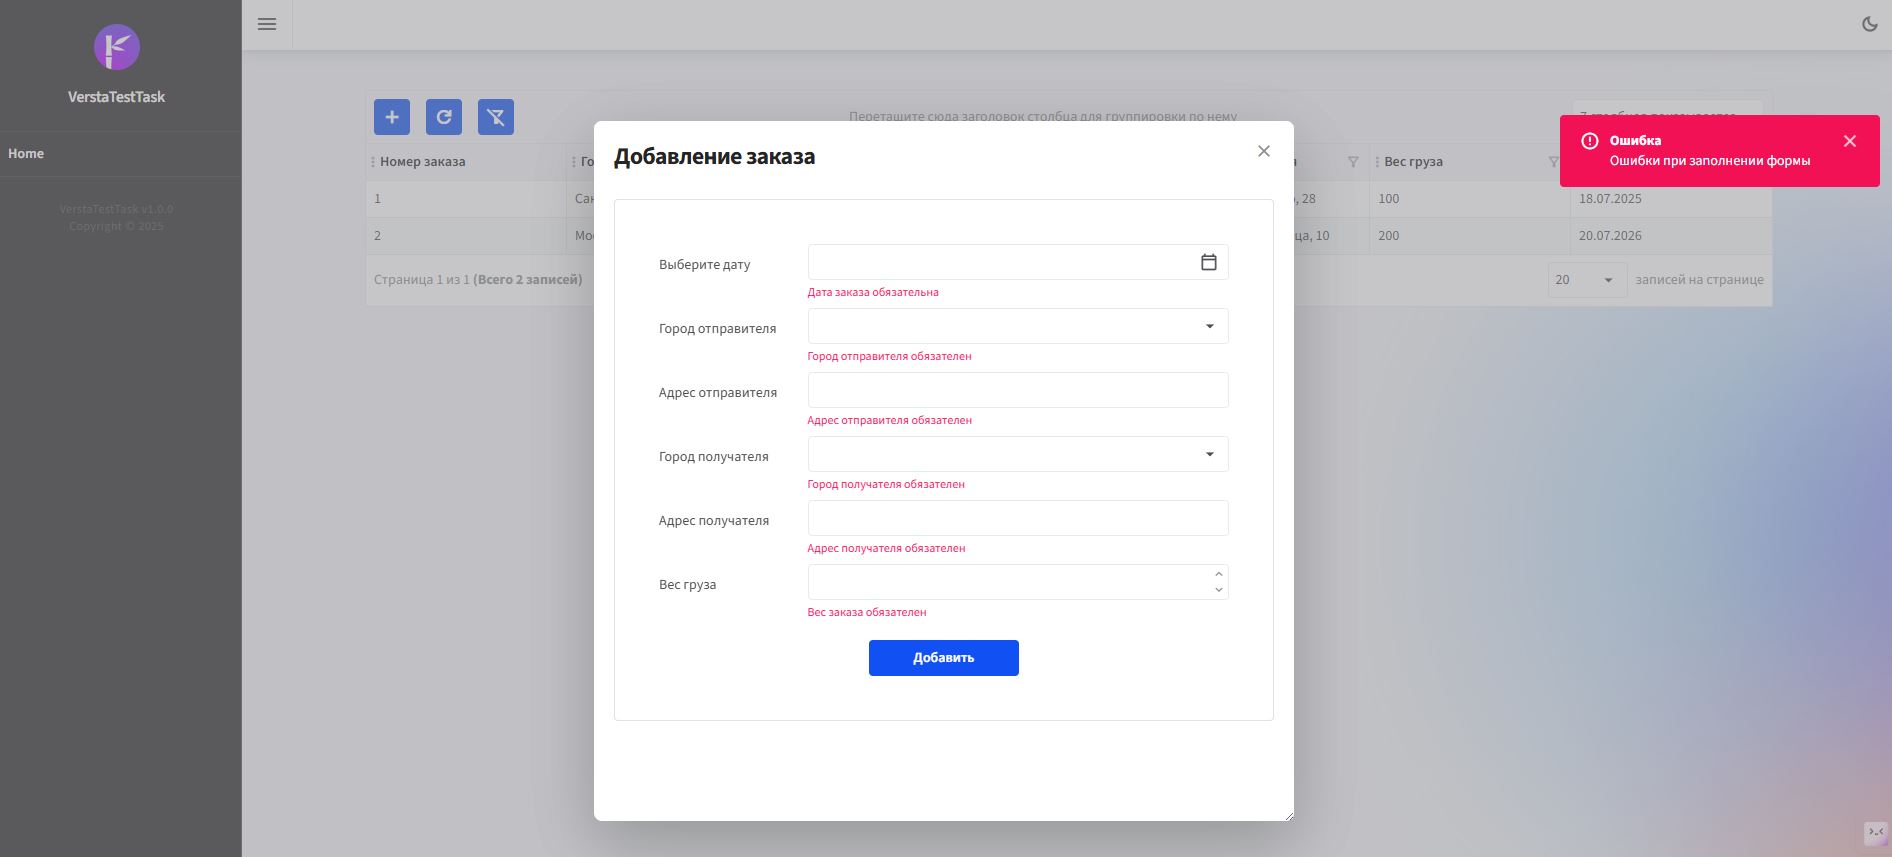 VerstaTestTask
Home
VerstaTestTask v1.0.0
Copyright © 2025
Перетащите сюда заголовок столбца для группировки по нему
Номер заказа
Вес груза
1
, 28
100
18.07.2025
2
ца, 10
200
20.07.2026
Страница 1 из 1 (Всего 2 записей)
20
записей на странице
Ошибка
Ошибки при заполнении формы
Добавление заказа
Выберите дату
Дата заказа обязательна
Город отправителя
Город отправителя обязателен
Адрес отправителя
Адрес отправителя обязателен
Город получателя
Город получателя обязателен
Адрес получателя
Адрес получателя обязателен
Вес груза
Вес заказа обязателен
Добавить